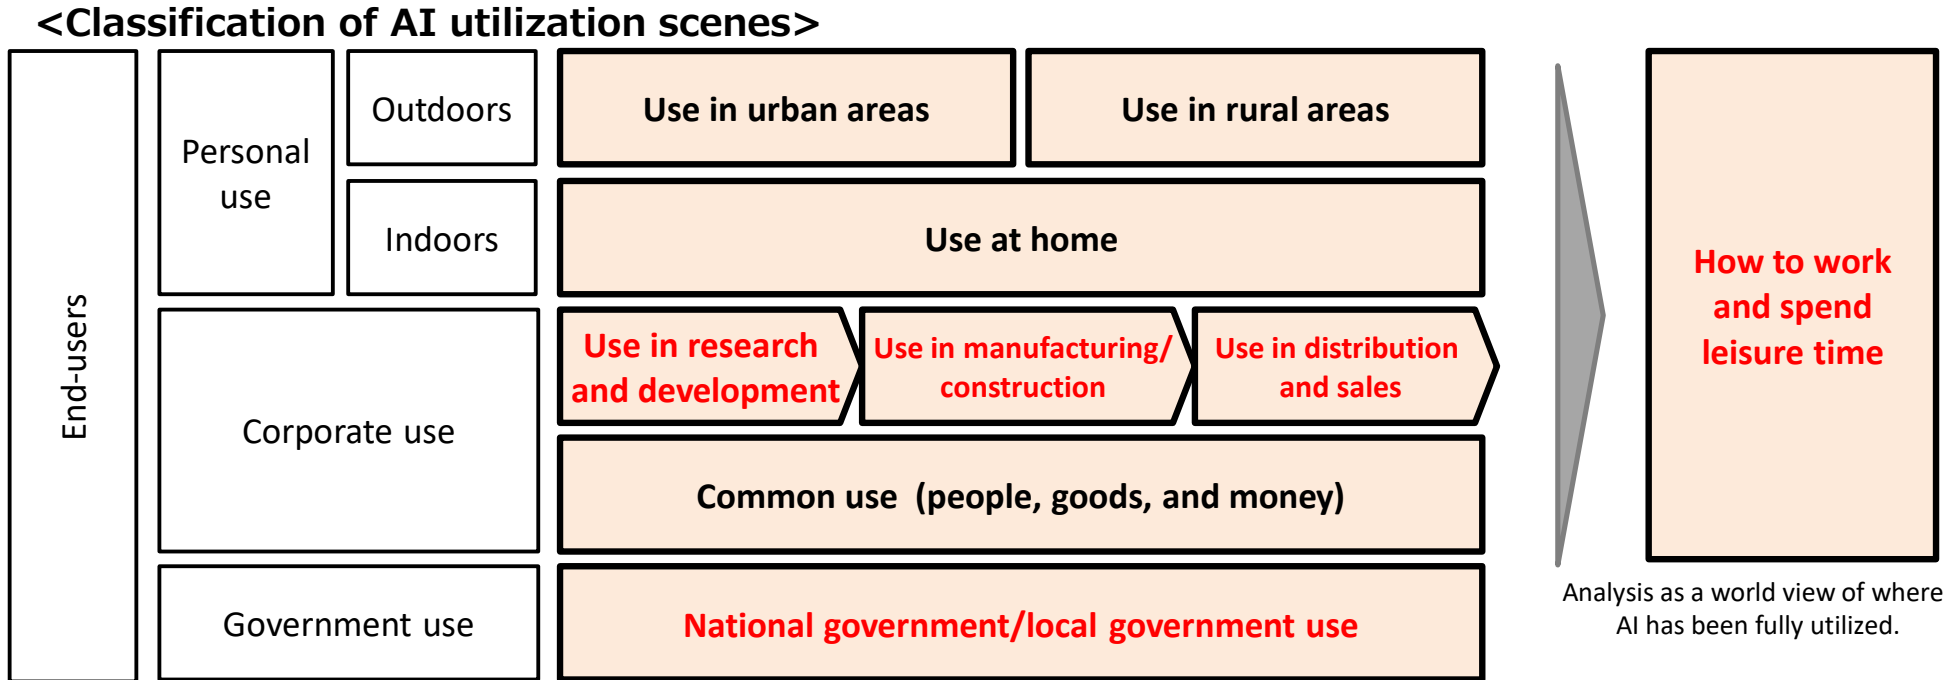 <Classification of AI utilization scenes>
End-users
Personal
use
Outdoors
Use in urban areas
Use in rural areas
Indoors
Use at home
Corporate use
Use in research
and development
Use in manufacturing/
construction
Use in distribution
and sales
Common use  (people, goods, and money)
Government use
National government/local government use
How to work
and spend
leisure time
Analysis as a world view of where
AI has been fully utilized.